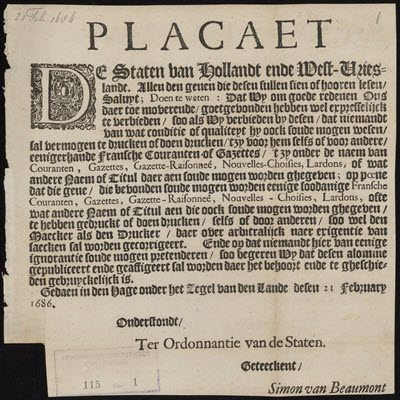 21 Feb. 1686
1
PLACAET
DE Staten van Hollandt ende West-Vries-
landt. Allen den genen die desen sullen sien of hooren lesen/
Saluyt; Doen te weten: Dat Wy om goede redenen Ons
daer toe moverende/ goetgevonden hebben wel expresselijck
te verbieden/ soo als Wy verbieden by desen/ dat niemandt
van wat conditie of qualiteyt hy oock soude mogen wesen/
sal vermogen te drucken of doen drucken/ t'zy voor hem selfs of voor andere/
eenigerhande Fransche Couranten of Gazettes/ t'zy onder de naem van
Couranten, Gazettes, Gazette-Raisonneé, Nouvelles-Choisies, Lardons, of wat
andere Naem of Titul daer aen soude mogen worden ghegeven; op pœne
dat die gene/ die bevonden soude mogen worden eenige soodanige Fransche
Couranten, Gazettes, Gazette-Raisonneé, Nouvelles-Choisies, Lardons, ofte
wat andere Naem of Titul aen die oock soude mogen worden ghegeven/
te hebben gedruckt of doen drucken/ selfs of door anderen/ soo wel den
Maecker als den Drucker/ daer over arbitralijck naer exigentie van
saecken sal worden gecorrigeert. Ende op dat niemandt hier van eenige
ignorantie soude mogen pretenderen/ soo begeren Wy dat desen alomme
gepubliceert ende geaffigeert sal worden daer het behoort ende te gheschie-
den gebruyckelijck is.
Gedaen in den Hage onder het Zegel van den Lande desen 21 February
1686.
Onderstondt/
Ter Ordonnantie van de Staten.
Geteeckent/
Simon van Beaumont
115 1